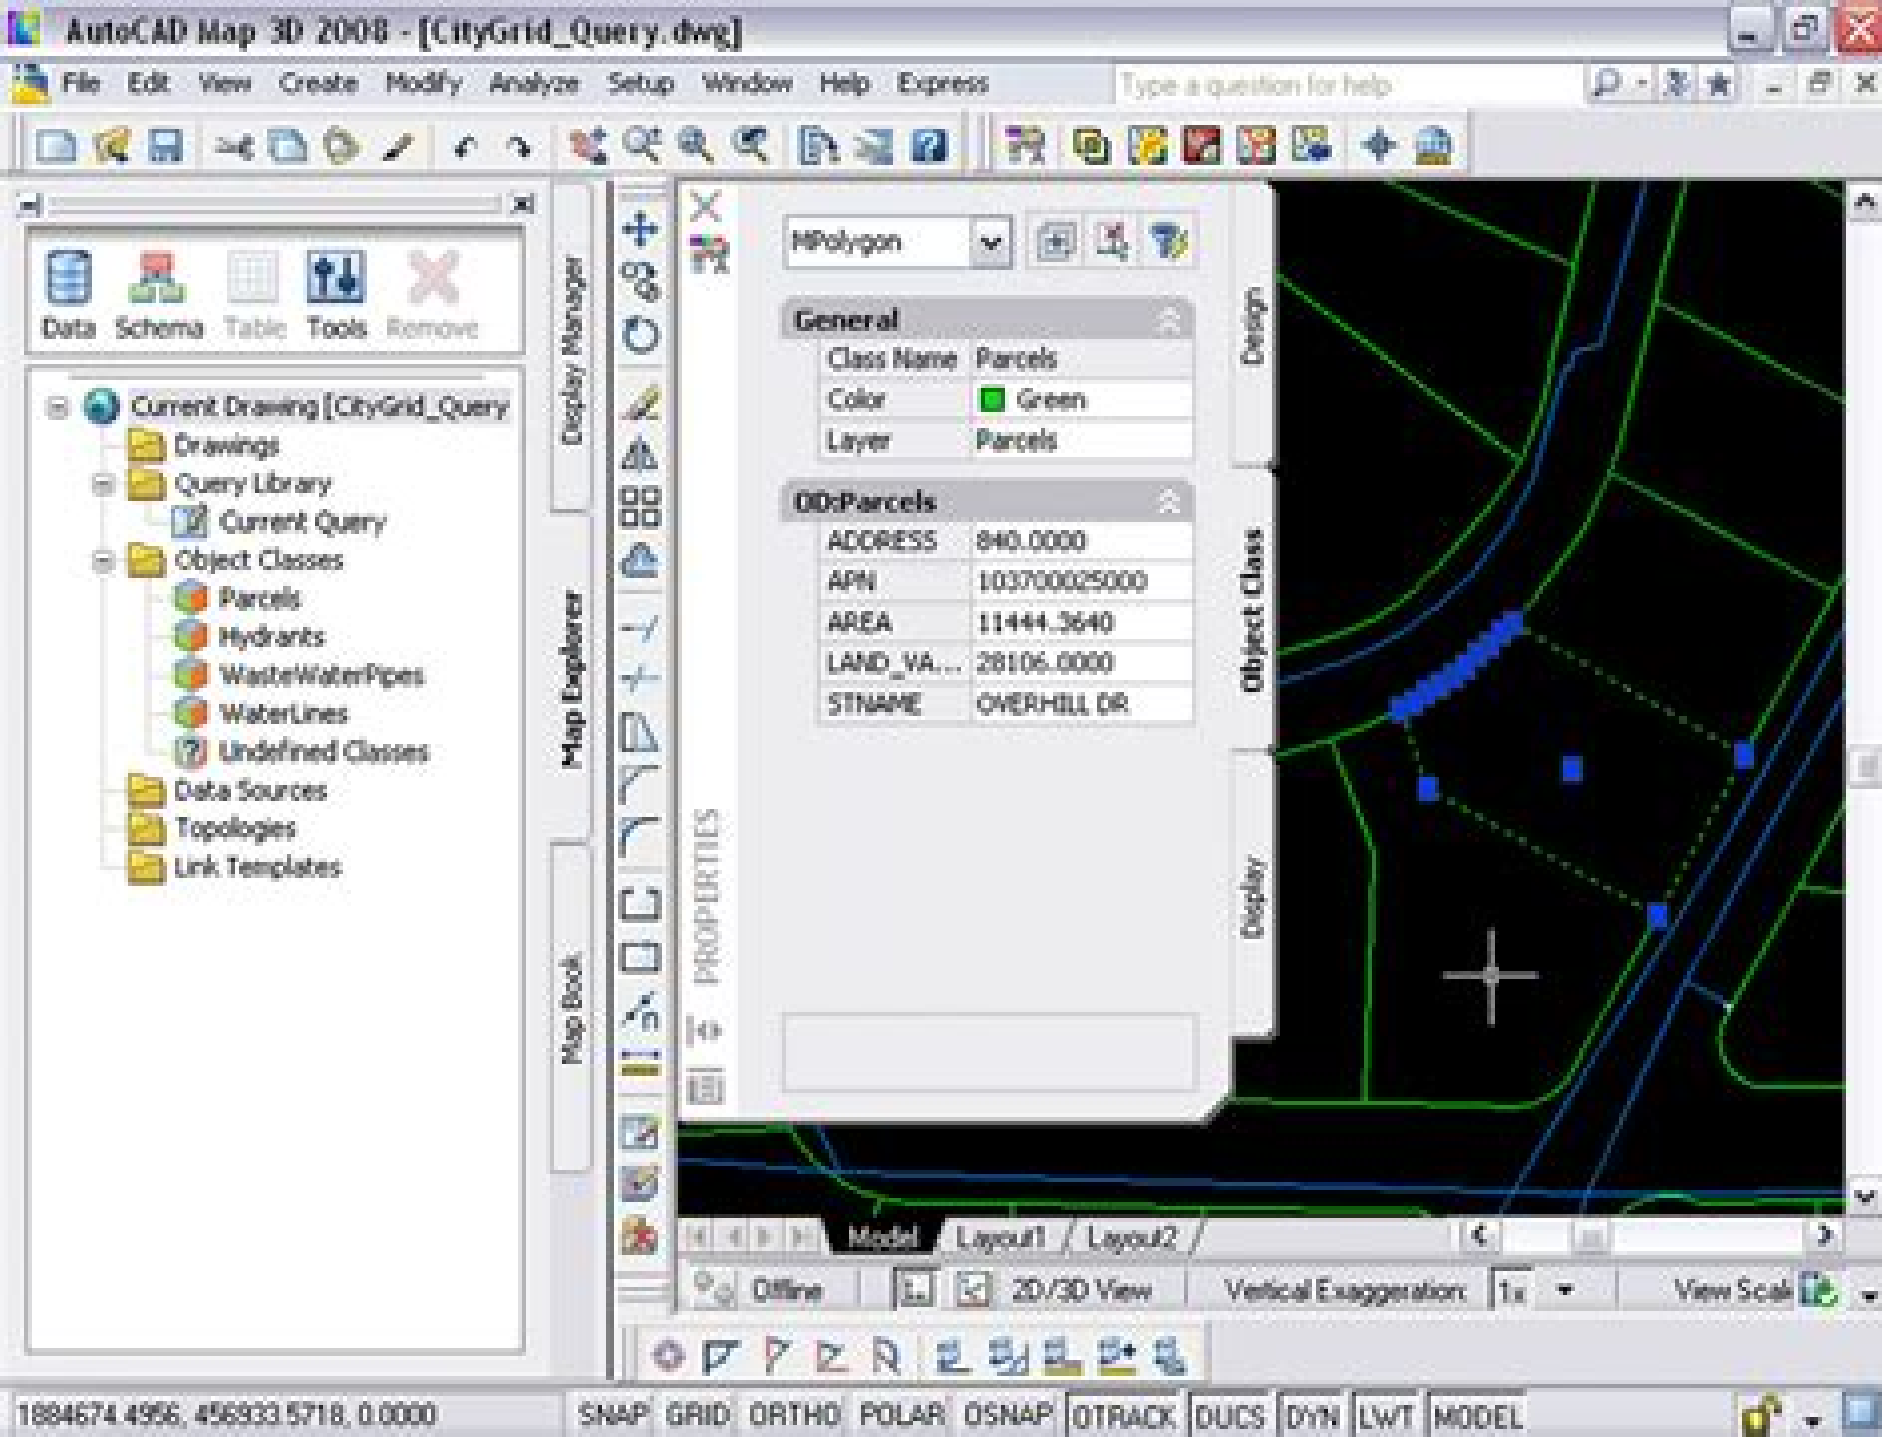 AutoCAD Map 3D 2008 - [CityGrid_Query.dwg]
File Edit View Create Modify Analyze Setup Window Help Express Type a question for help
Data Schema Table Tools Remove
Current Drawing [CityGrid_Query
Drawings
Query Library
Current Query
Object Classes
Parcels
Hydrants
WasteWaterPipes
WaterLines
Undefined Classes
Data Sources
Topologies
Link Templates
Display Manager
Map Explorer
Map Book
PROPERTIES
MPolygon
General
Class Name Parcels
Color Green
Layer Parcels
OD:Parcels
ADDRESS 840.0000
APN 103700025000
AREA 11444.3640
LAND_VA... 28106.0000
STNAME OVERHILL DR
Design
Object Class
Display
Model Layout1 Layout2
Offline 2D/3D View Vertical Exaggeration: 1x View Scal
1884674.4956, 456933.5718, 0.0000 SNAP GRID ORTHO POLAR OSNAP OTRACK DUCS DYN LWT MODEL